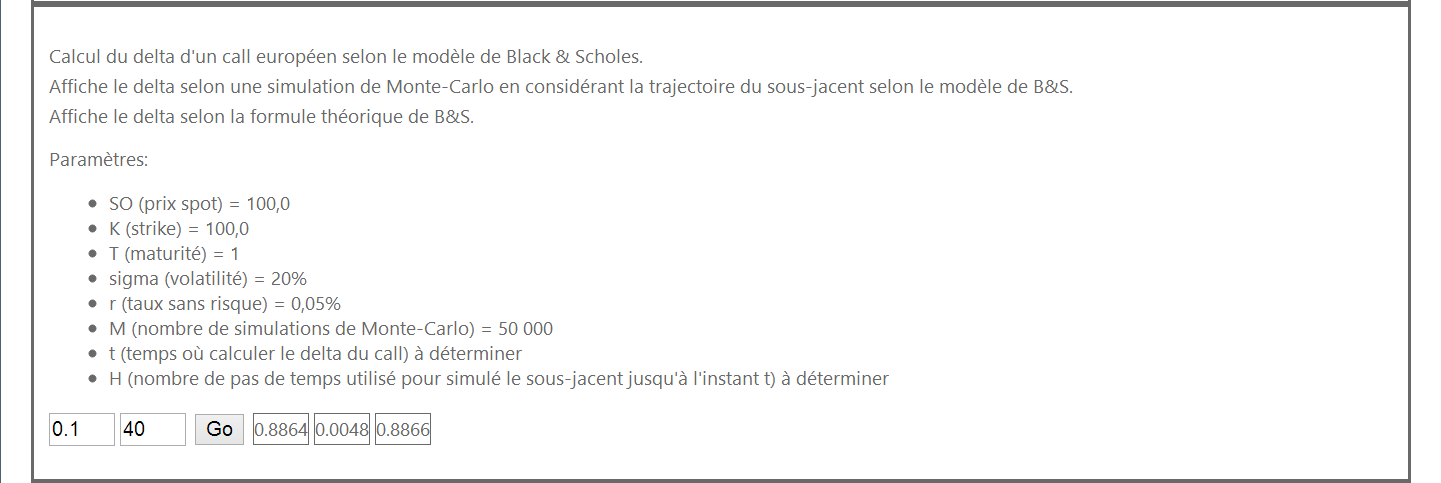 Calcul du delta d'un call européen selon le modèle de Black & Scholes.
Affiche le delta selon une simulation de Monte-Carlo en considérant la trajectoire du sous-jacent selon le modèle de B&S.
Affiche le delta selon la formule théorique de B&S.
Paramètres:
• SO (prix spot) = 100,0
• K (strike) = 100,0
• T (maturité) = 1
• sigma (volatilité) = 20%
• r (taux sans risque) = 0,05%
• M (nombre de simulations de Monte-Carlo) = 50 000
• t (temps où calculer le delta du call) à déterminer
• H (nombre de pas de temps utilisé pour simulé le sous-jacent jusqu'à l'instant t) à déterminer
0.1 40 Go 0.8864 0.0048 0.8866